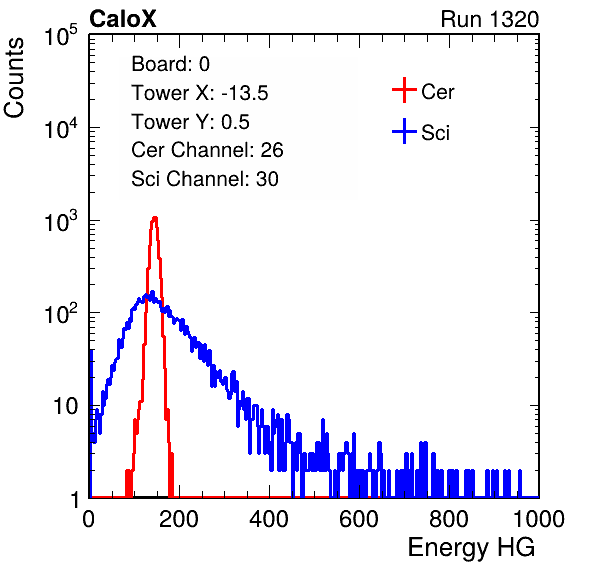 CaloX Run 1320
Counts
10^5
10^4
10^3
10^2
10
1
Board: 0
Tower X: -13.5
Tower Y: 0.5
Cer Channel: 26
Sci Channel: 30
Cer
Sci
0 200 400 600 800 1000
Energy HG